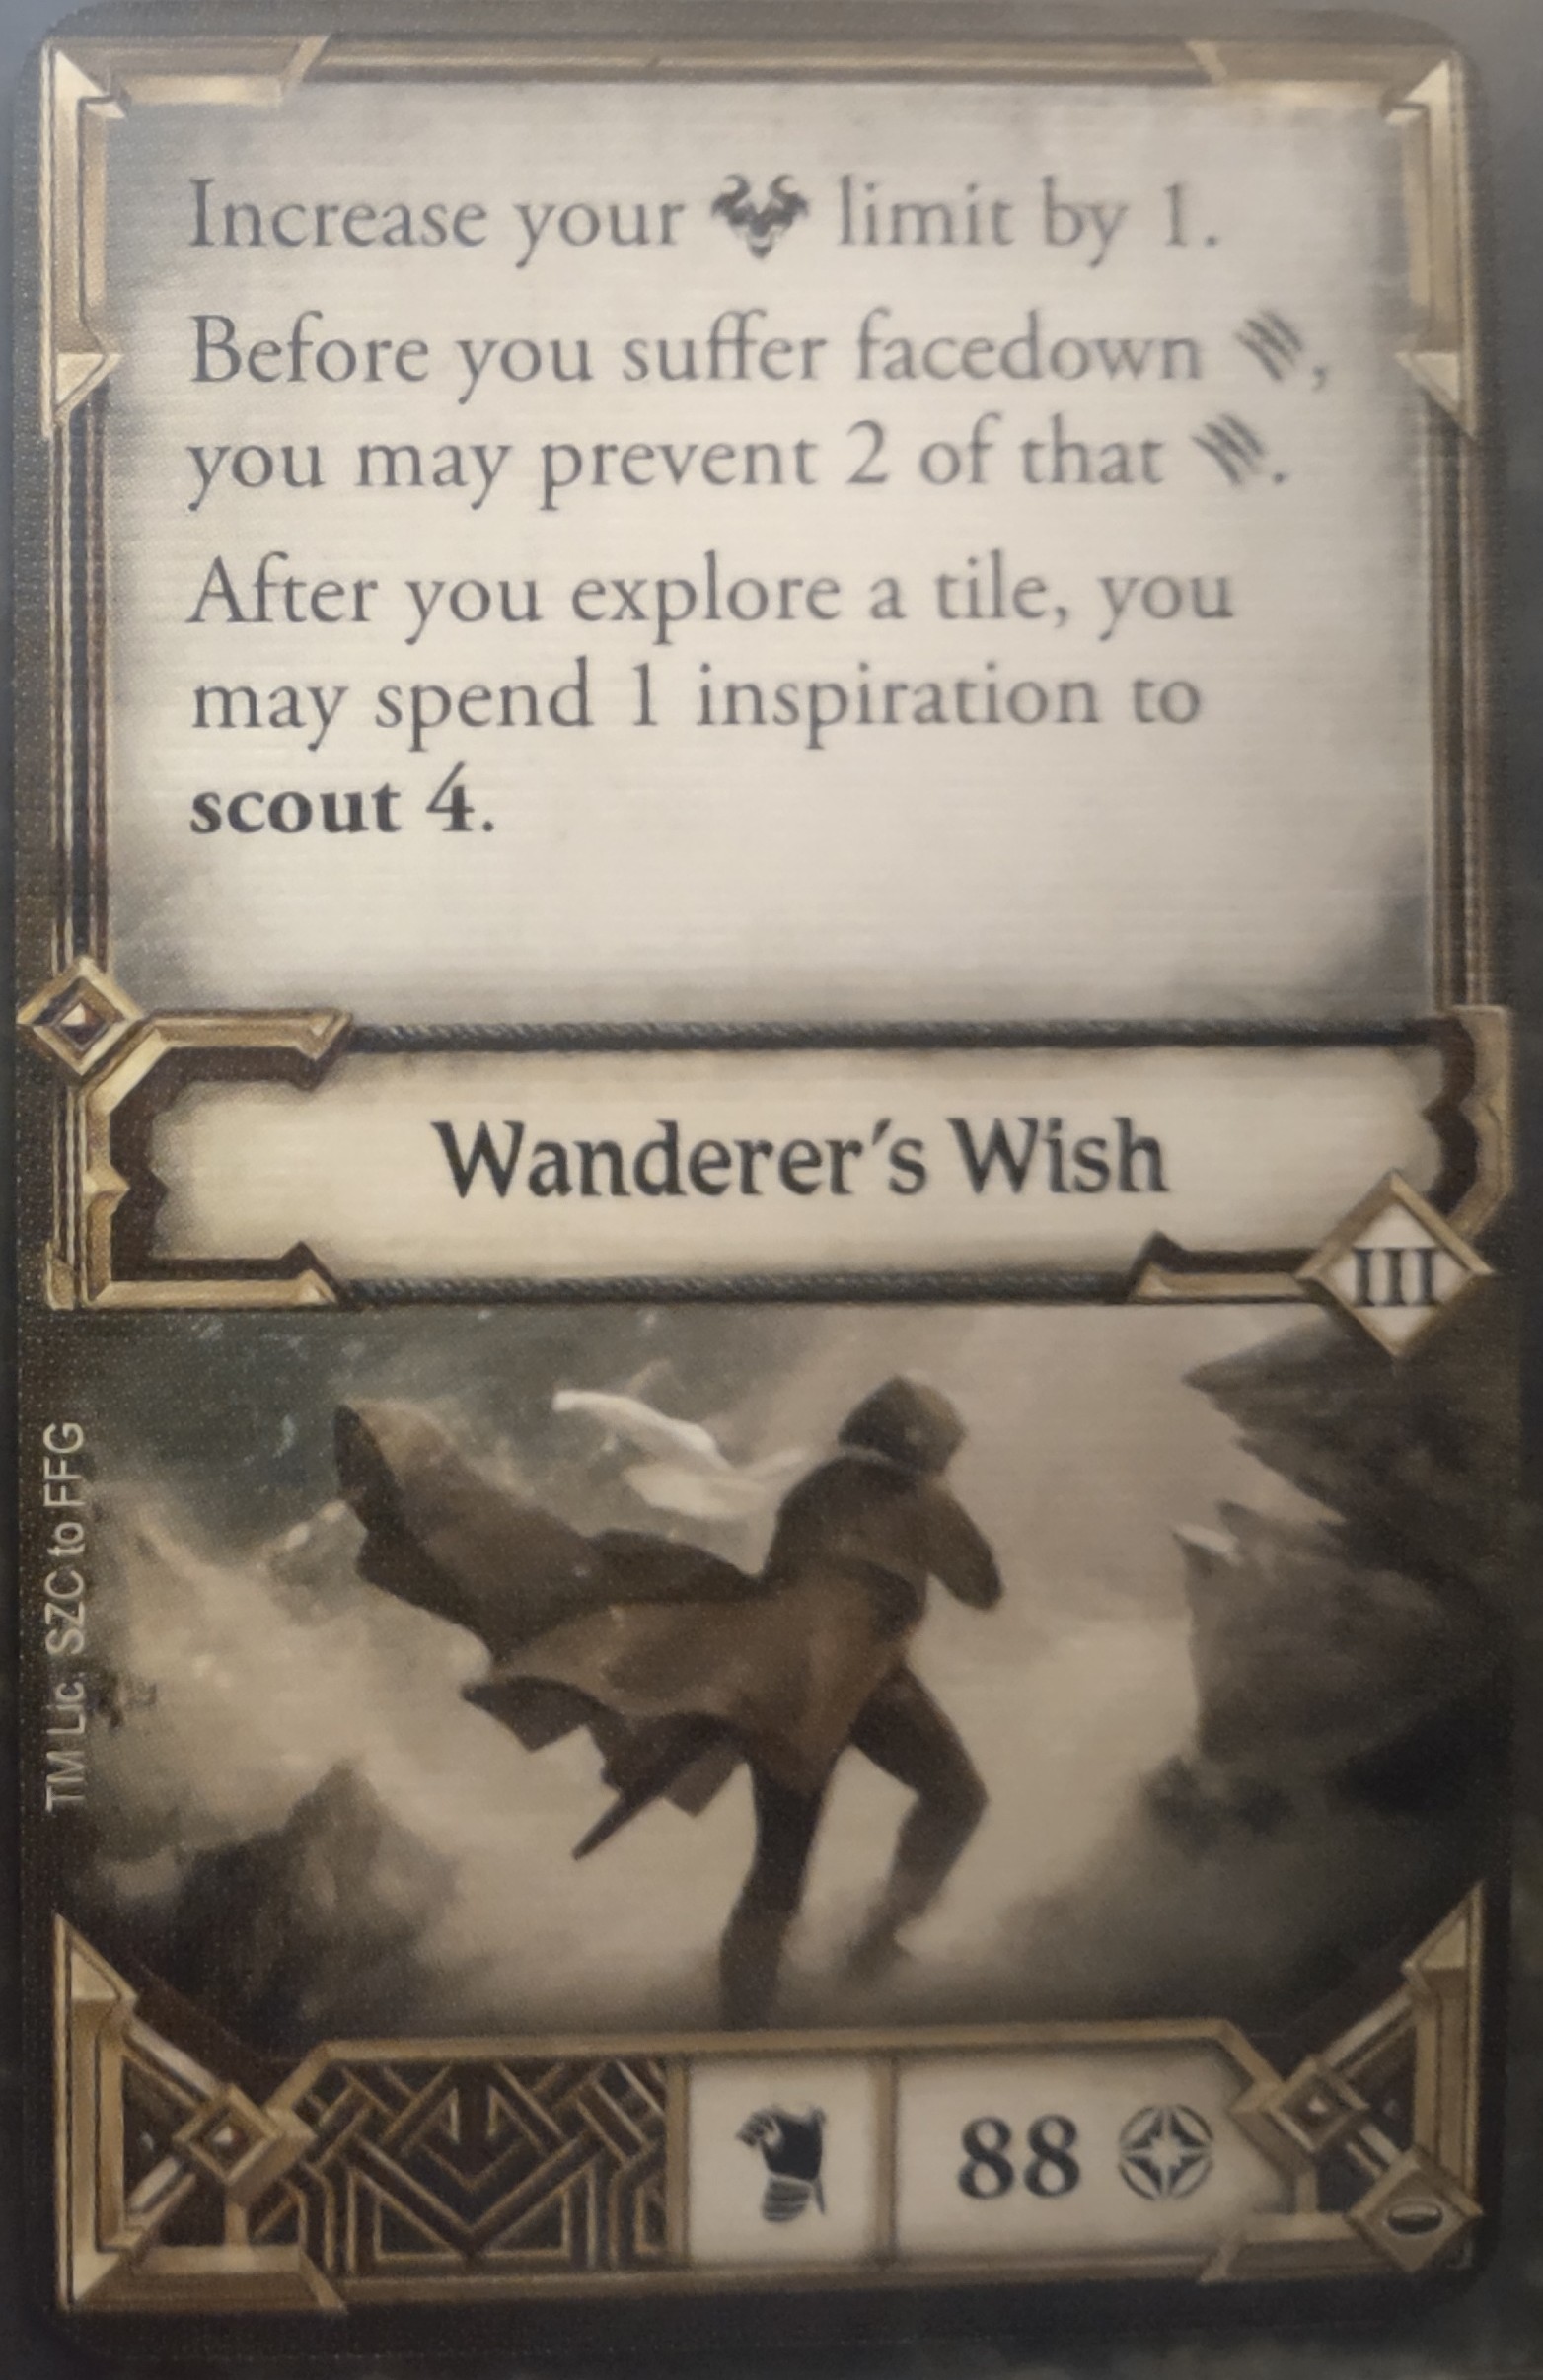 Increase your limit by 1.
Before you suffer facedown ,
you may prevent 2 of that .
After you explore a tile, you
may spend 1 inspiration to
scout 4.
Wanderer's Wish
III
TM Lic. SZC to FFG
88